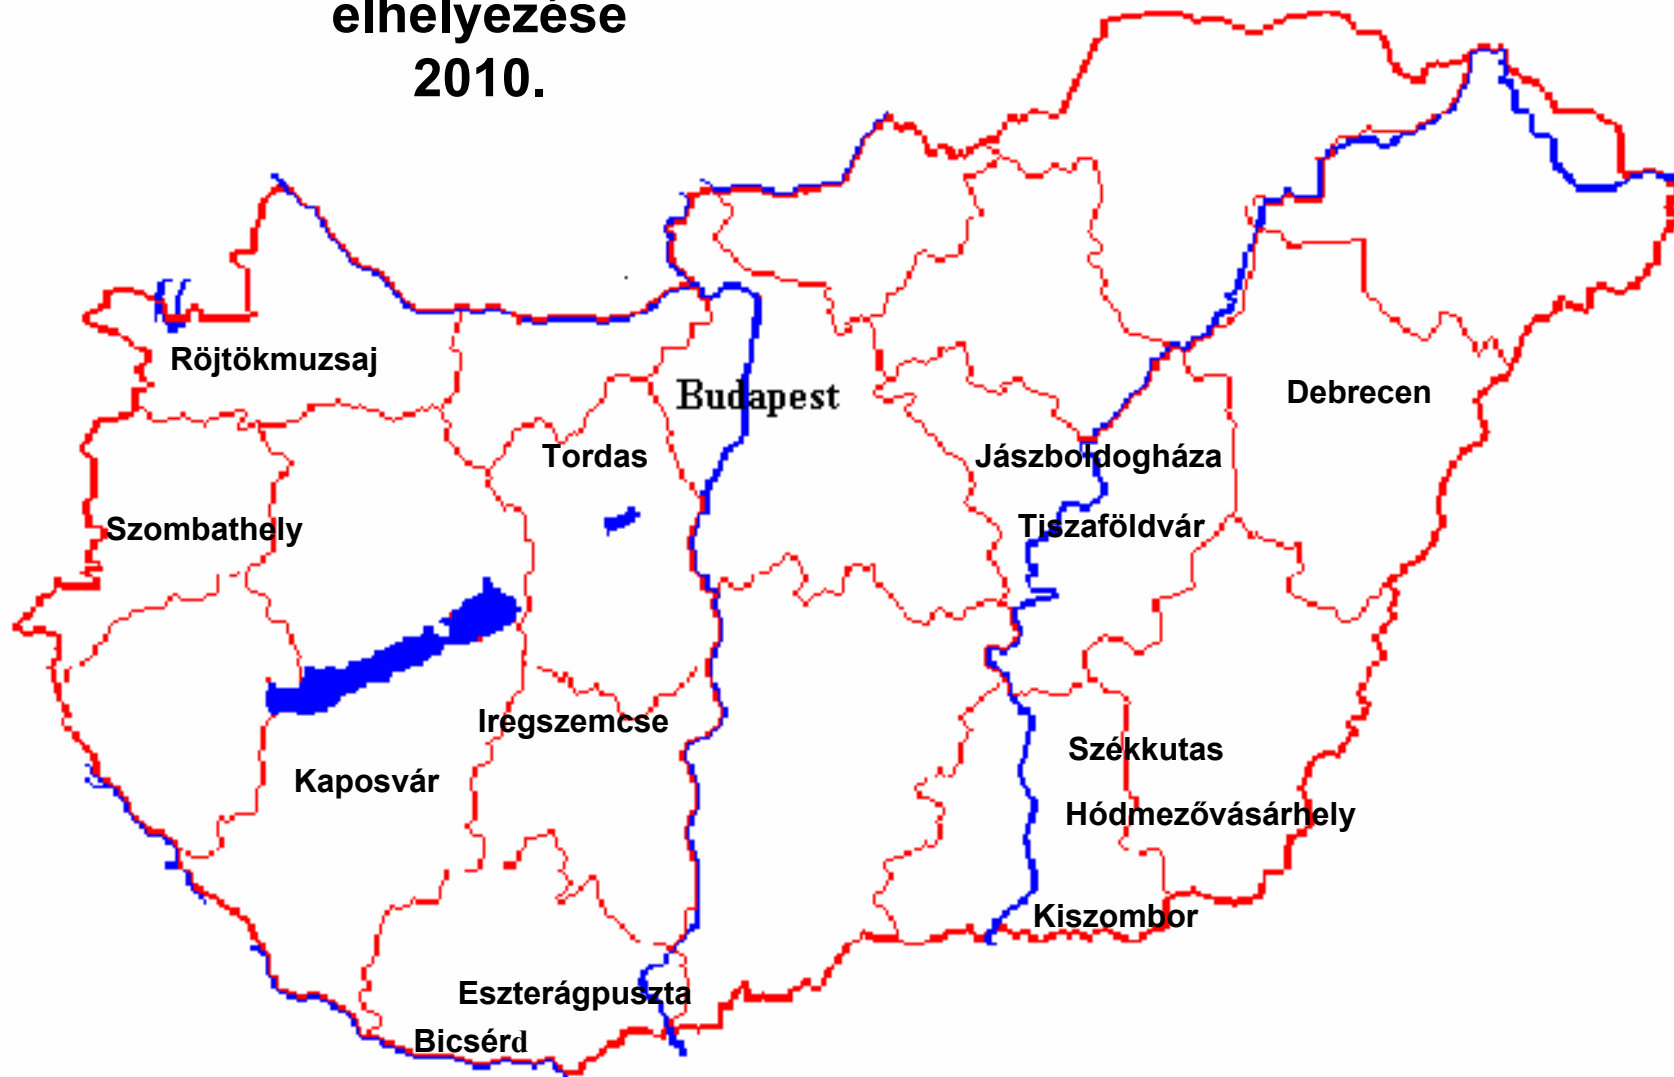 elhelyezése
2010.
Röjtökmuzsaj
Budapest
Debrecen
Tordas
Jászboldogháza
Szombathely
Tiszaföldvár
Iregszemcse
Székkutas
Kaposvár
Hódmezővásárhely
Kiszombor
Eszterágpuszta
Bicsérd